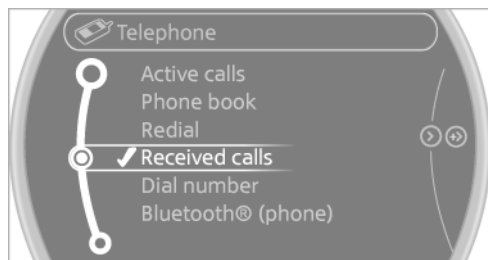 Telephone
Active calls
Phone book
Redial
Received calls
Dial number
Bluetooth® (phone)